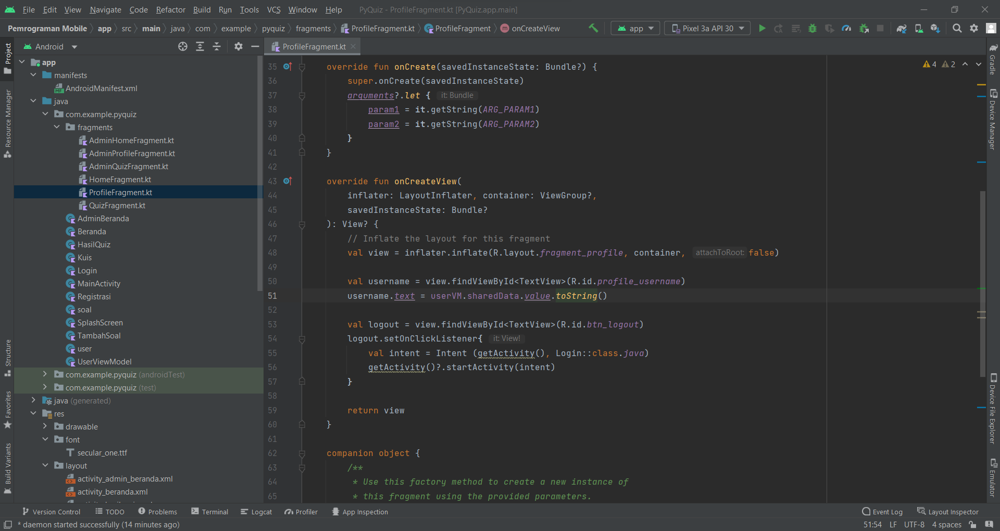 File Edit View Navigate Code Refactor Build Run Tools VCS Window Help PyQuiz - ProfileFragment.kt [PyQuiz.app.main]
Pemrograman Mobile app src main java com example pyquiz fragments ProfileFragment.kt ProfileFragment m onCreateView app Pixel 3a API 30
Android
ProfileFragment.kt
Project
Resource Manager
Structure
Favorites
Build Variants
app
manifests
MF AndroidManifest.xml
java
com.example.pyquiz
fragments
AdminHomeFragment.kt
AdminProfileFragment.kt
AdminQuizFragment.kt
HomeFragment.kt
ProfileFragment.kt
QuizFragment.kt
AdminBeranda
Beranda
HasilQuiz
Kuis
Login
MainActivity
Registrasi
soal
SplashScreen
TambahSoal
user
UserViewModel
com.example.pyquiz (androidTest)
com.example.pyquiz (test)
java (generated)
res
drawable
font
secular_one.ttf
layout
activity_admin_beranda.xml
activity_beranda.xml
4 2
35 override fun onCreate(savedInstanceState: Bundle?) {
36 super.onCreate(savedInstanceState)
37 arguments?.let { it: Bundle
38 param1 = it.getString(ARG_PARAM1)
39 param2 = it.getString(ARG_PARAM2)
40 }
41 }
42
43 override fun onCreateView(
44 inflater: LayoutInflater, container: ViewGroup?,
45 savedInstanceState: Bundle?
46 ): View? {
47 // Inflate the layout for this fragment
48 val view = inflater.inflate(R.layout.fragment_profile, container, attachToRoot: false)
49
50 val username = view.findViewById<TextView>(R.id.profile_username)
51 username.text = userVM.sharedData.value.toString()
52
53 val logout = view.findViewById<TextView>(R.id.btn_logout)
54 logout.setOnClickListener{ it: View!
55 val intent = Intent (getActivity(), Login::class.java)
56 getActivity()?.startActivity(intent)
57 }
58
59 return view
60 }
61
62 companion object {
63 /**
64 * Use this factory method to create a new instance of
65 * this fragment using the provided parameters.
Gradle
Device Manager
Device File Explorer
Emulator
Version Control TODO Problems Terminal Logcat Profiler App Inspection Event Log Layout Inspector
* daemon started successfully (14 minutes ago) 51:54 LF UTF-8 4 spaces